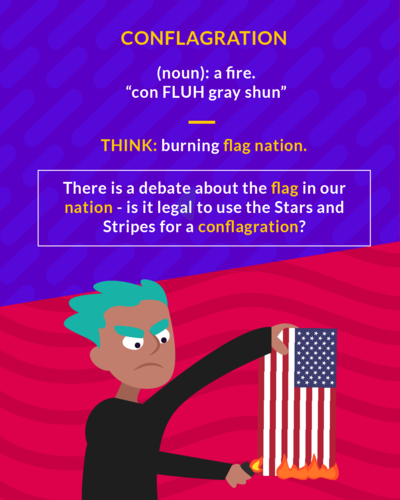 CONFLAGRATION
(noun): a fire.
“con FLUH gray shun”
THINK: burning flag nation.
There is a debate about the flag in our
nation - is it legal to use the Stars and
Stripes for a conflagration?